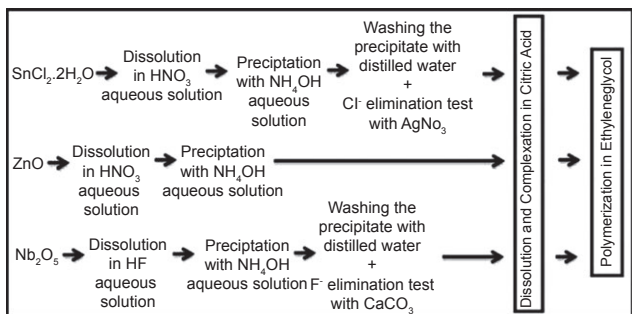 SnCl₂.2H₂O
Dissolution
in HNO₃
aqueous solution
Preciptation
with NH₄OH
aqueous
solution
Washing the
precipitate with
distilled water
+
Cl⁻ elimination test
with AgNo₃
ZnO
Dissolution
in HNO₃
aqueous
solution
Preciptation
with NH₄OH
aqueous solution
Nb₂O₅
Dissolution
in HF
aqueous
solution
Preciptation
with NH₄OH
aqueous solution
Washing the
precipitate with
distilled water
+
F⁻ elimination test
with CaCO₃
Dissolution and Complexation in Citric Acid
Polymerization in Ethyleneglycol